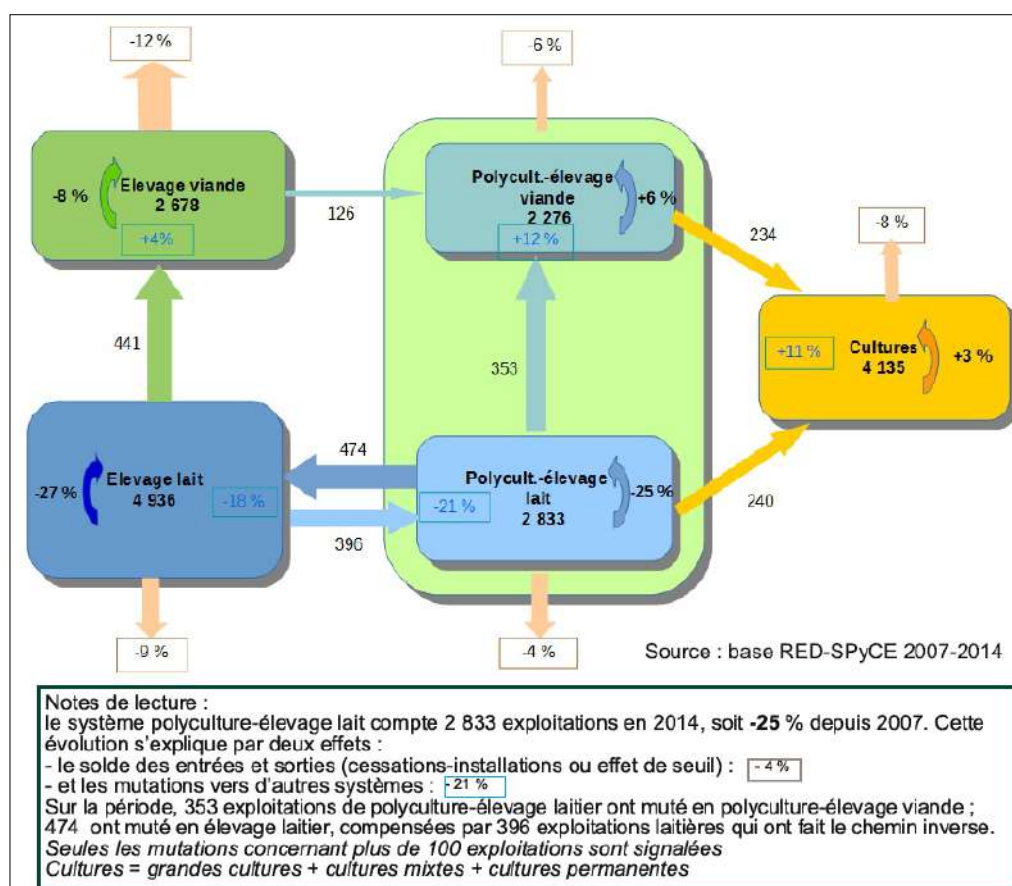 -12 %
-6 %
-8 %
Elevage viande
2 678
+4%
126
Polycult.-élevage
viande
2 276
+6 %
+12 %
234
-8 %
441
353
+11 %
Cultures
4 135
+3 %
-27 %
Elevage lait
4 936
-18 %
474
396
-21 %
Polycult.-élevage
lait
2 833
-25 %
240
-9 %
-4 %
Source : base RED-SPyCE 2007-2014
Notes de lecture :
le système polyculture-élevage lait compte 2 833 exploitations en 2014, soit -25 % depuis 2007. Cette
évolution s’explique par deux effets :
- le solde des entrées et sorties (cessations-installations ou effet de seuil) : - 4 %
- et les mutations vers d’autres systèmes : - 21 %
Sur la période, 353 exploitations de polyculture-élevage laitier ont muté en polyculture-élevage viande ;
474 ont muté en élevage laitier, compensées par 396 exploitations laitières qui ont fait le chemin inverse.
Seules les mutations concernant plus de 100 exploitations sont signalées
Cultures = grandes cultures + cultures mixtes + cultures permanentes